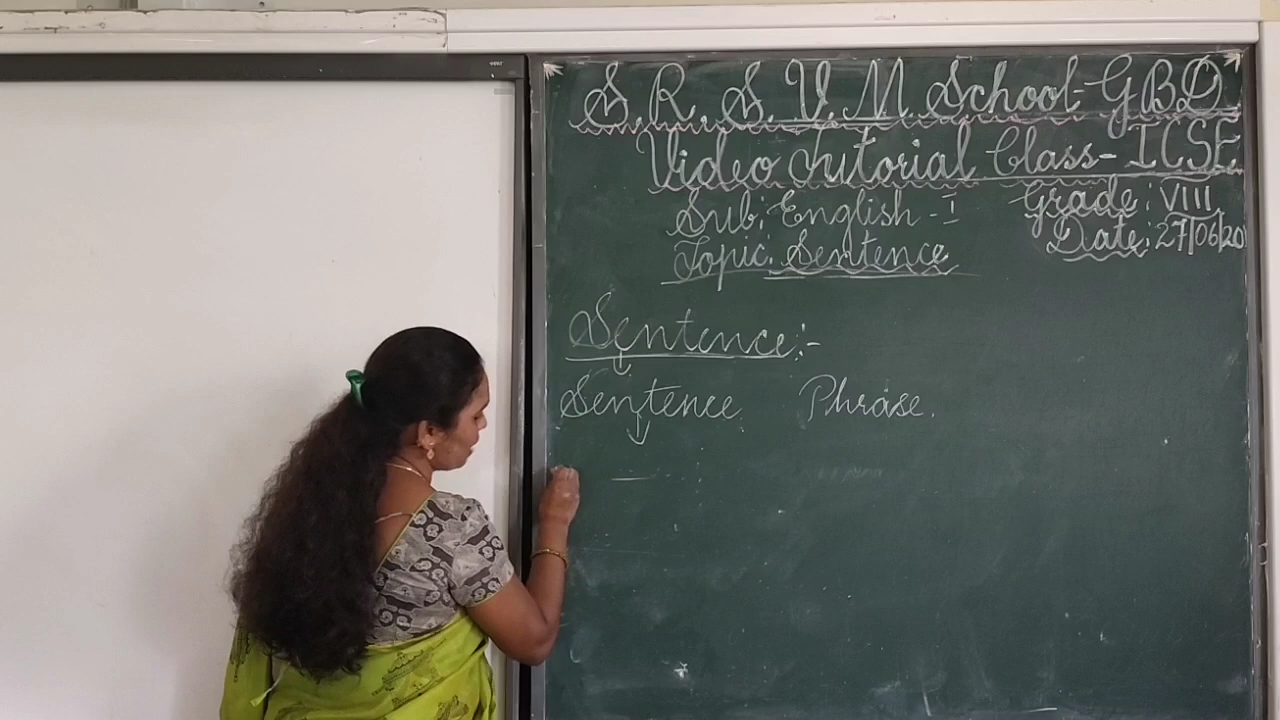 S.R.S.V.M. School-GBD
Video Tutorial Class-ICSE
Sub: English-I Grade: VIII
Topic: Sentence Date: 27/06/20
Sentence:-
Sentence. Phrase.